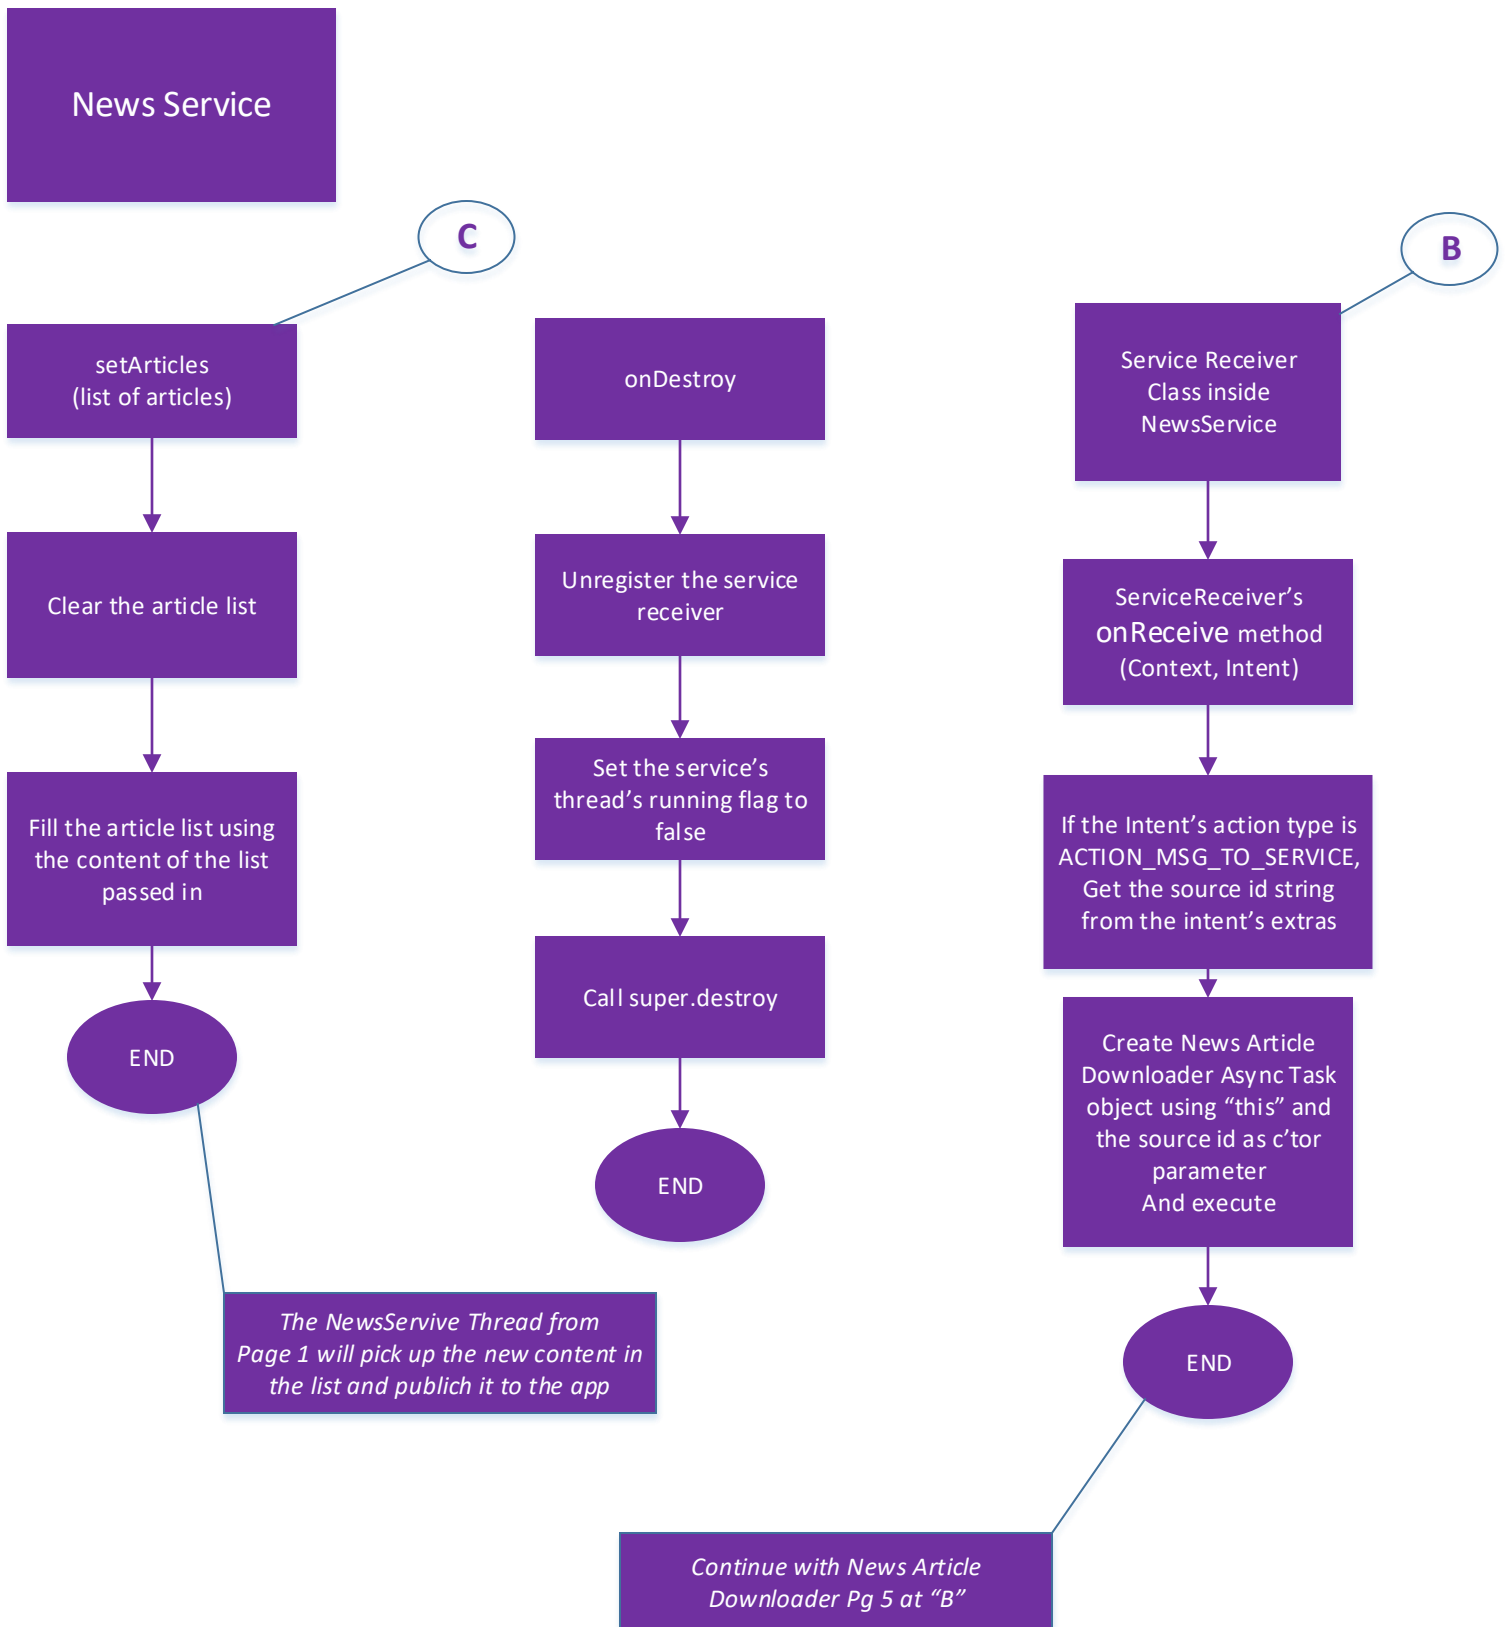 News Service
C
setArticles
(list of articles)
Clear the article list
Fill the article list using
the content of the list
passed in
END
The NewsServive Thread from
Page 1 will pick up the new content in
the list and publich it to the app
onDestroy
Unregister the service
receiver
Set the service’s
thread’s running flag to
false
Call super.destroy
END
B
Service Receiver
Class inside
NewsService
ServiceReceiver’s
onReceive method
(Context, Intent)
If the Intent’s action type is
ACTION_MSG_TO_SERVICE,
Get the source id string
from the intent’s extras
Create News Article
Downloader Async Task
object using “this” and
the source id as c’tor
parameter
And execute
END
Continue with News Article
Downloader Pg 5 at “B”